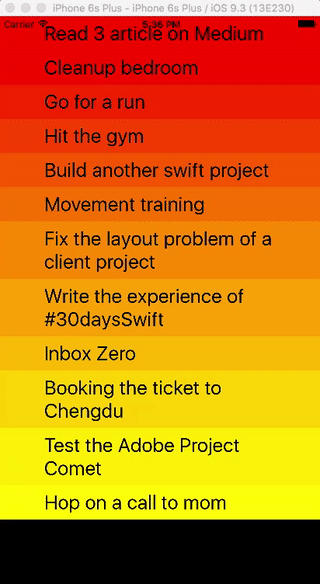 iPhone 6s Plus - iPhone 6s Plus / iOS 9.3 (13E230)
Carrier 5:36 PM
Read 3 article on Medium
Cleanup bedroom
Go for a run
Hit the gym
Build another swift project
Movement training
Fix the layout problem of a
client project
Write the experience of
#30daysSwift
Inbox Zero
Booking the ticket to
Chengdu
Test the Adobe Project
Comet
Hop on a call to mom